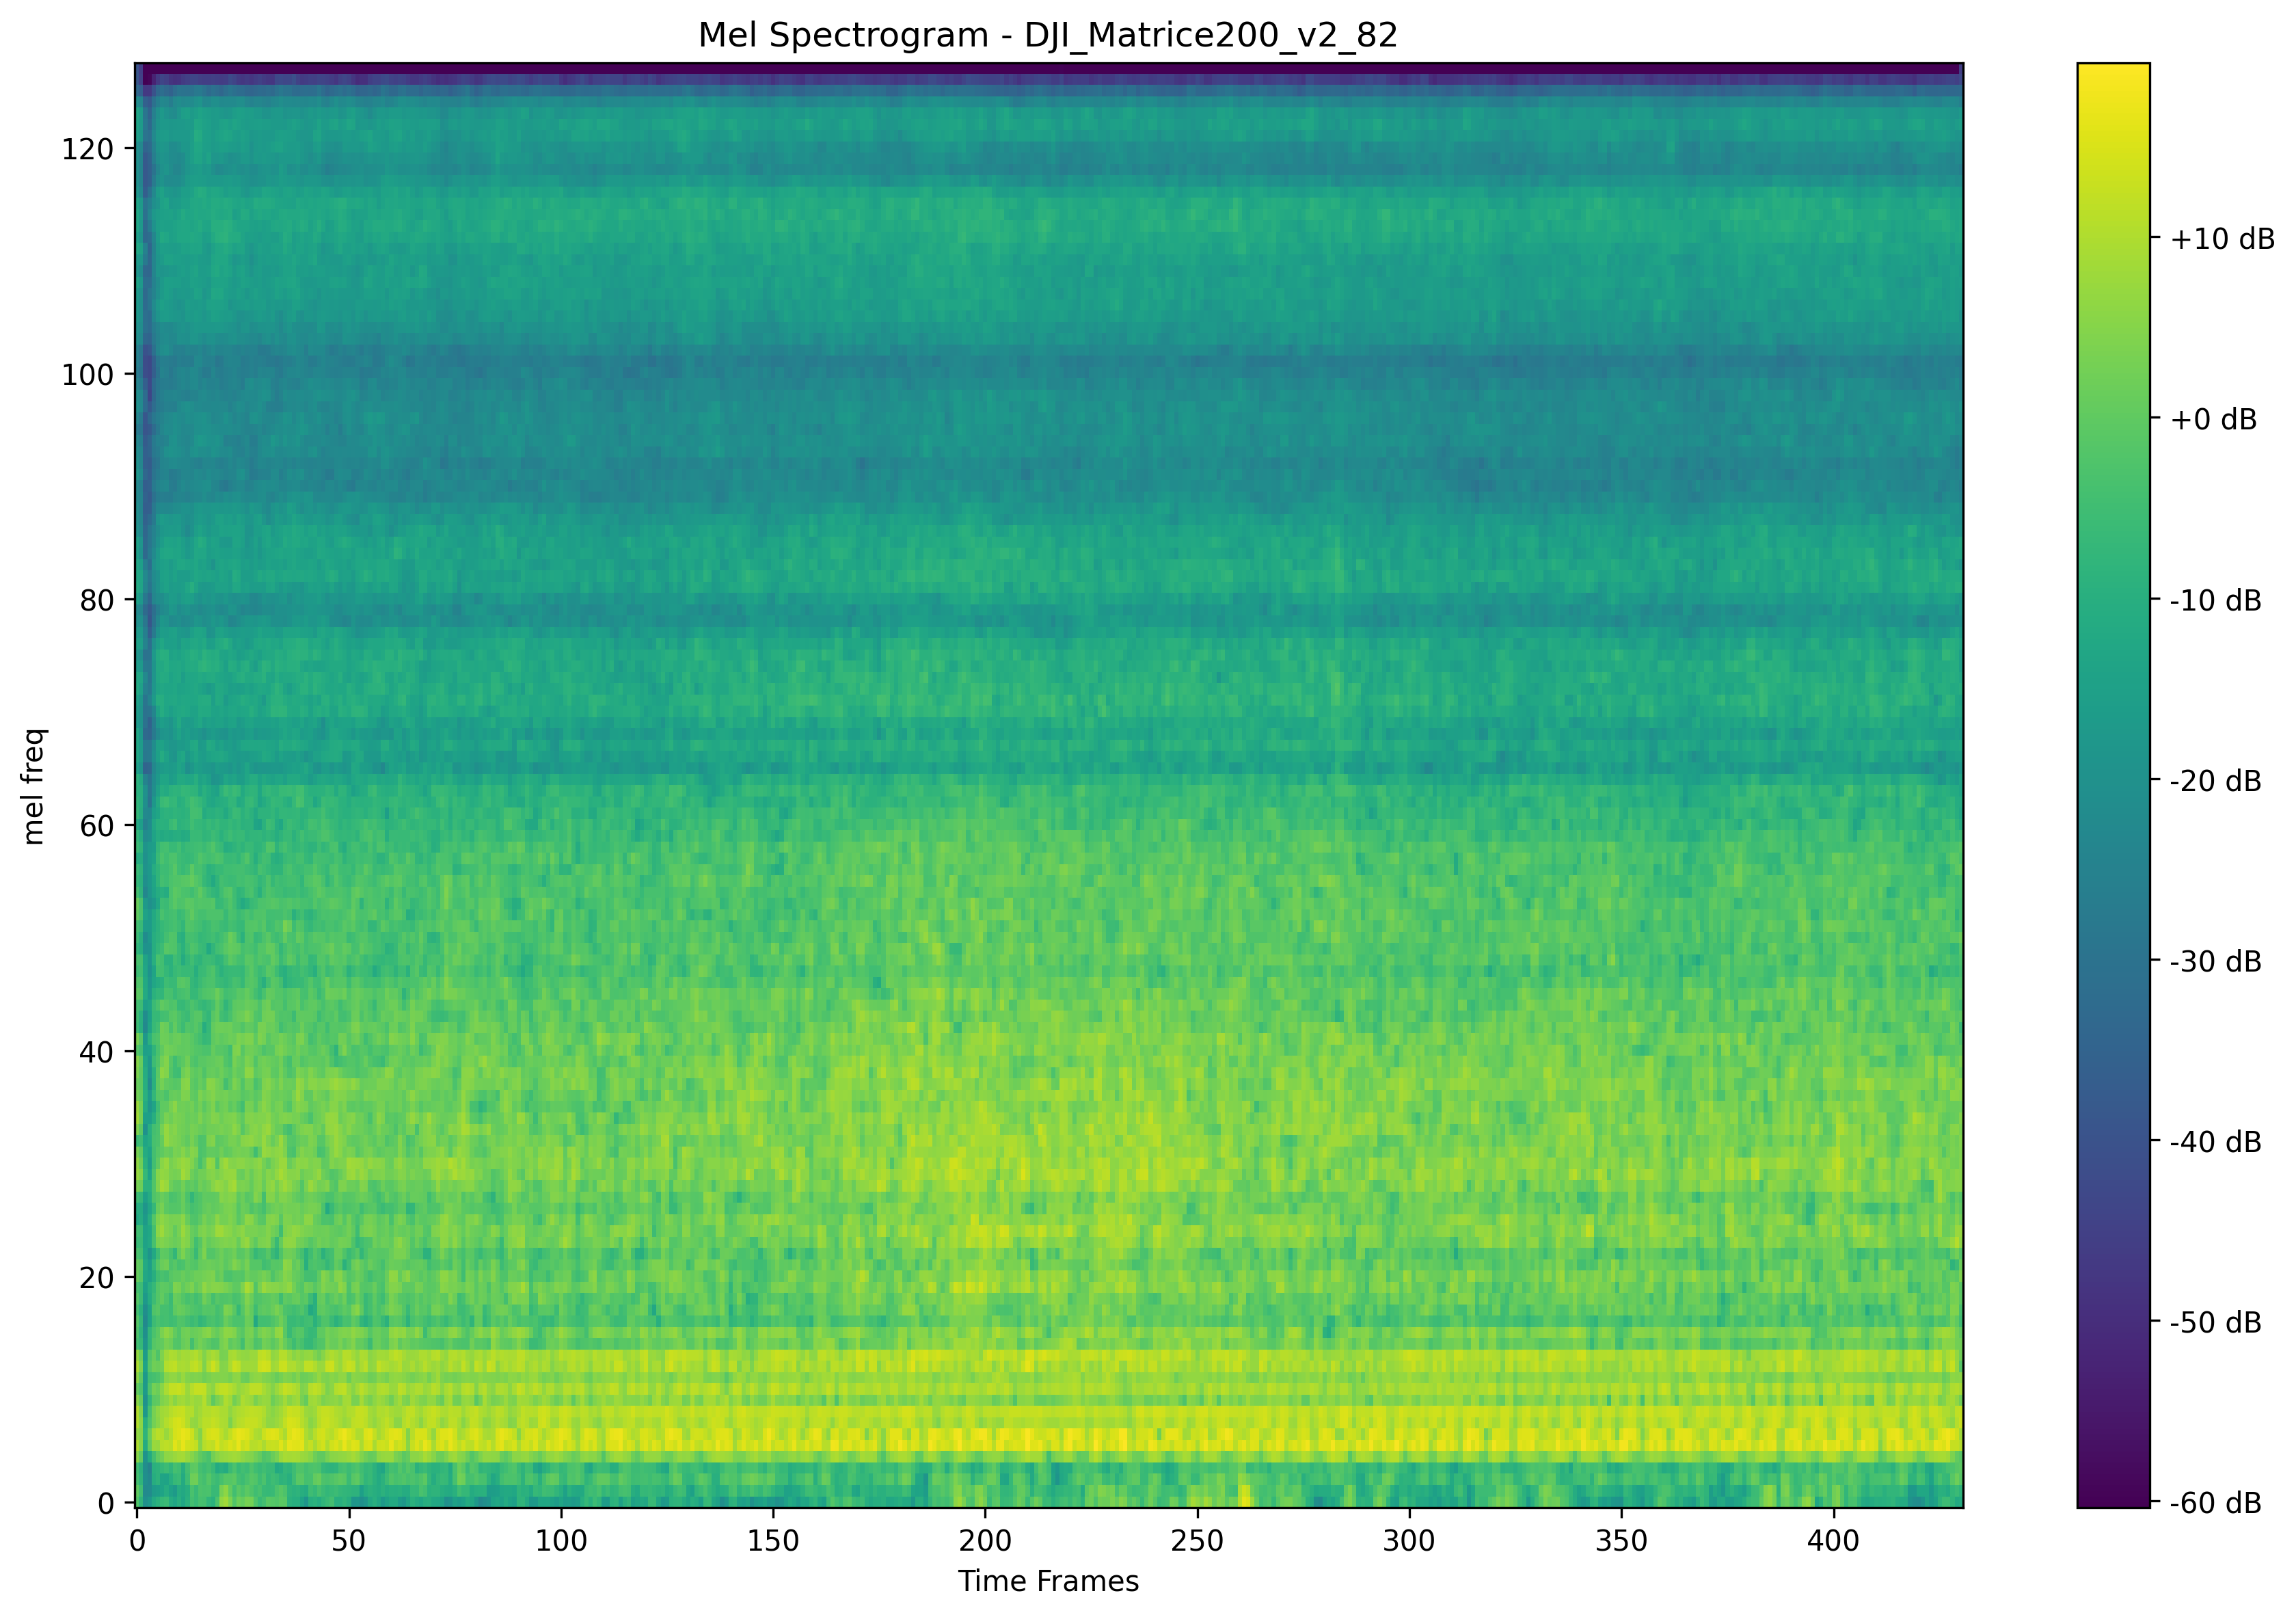 Mel Spectrogram - DJI_Matrice200_v2_82
mel freq
120
100
80
60
40
20
0
0 50 100 150 200 250 300 350 400
Time Frames
+10 dB
+0 dB
-10 dB
-20 dB
-30 dB
-40 dB
-50 dB
-60 dB